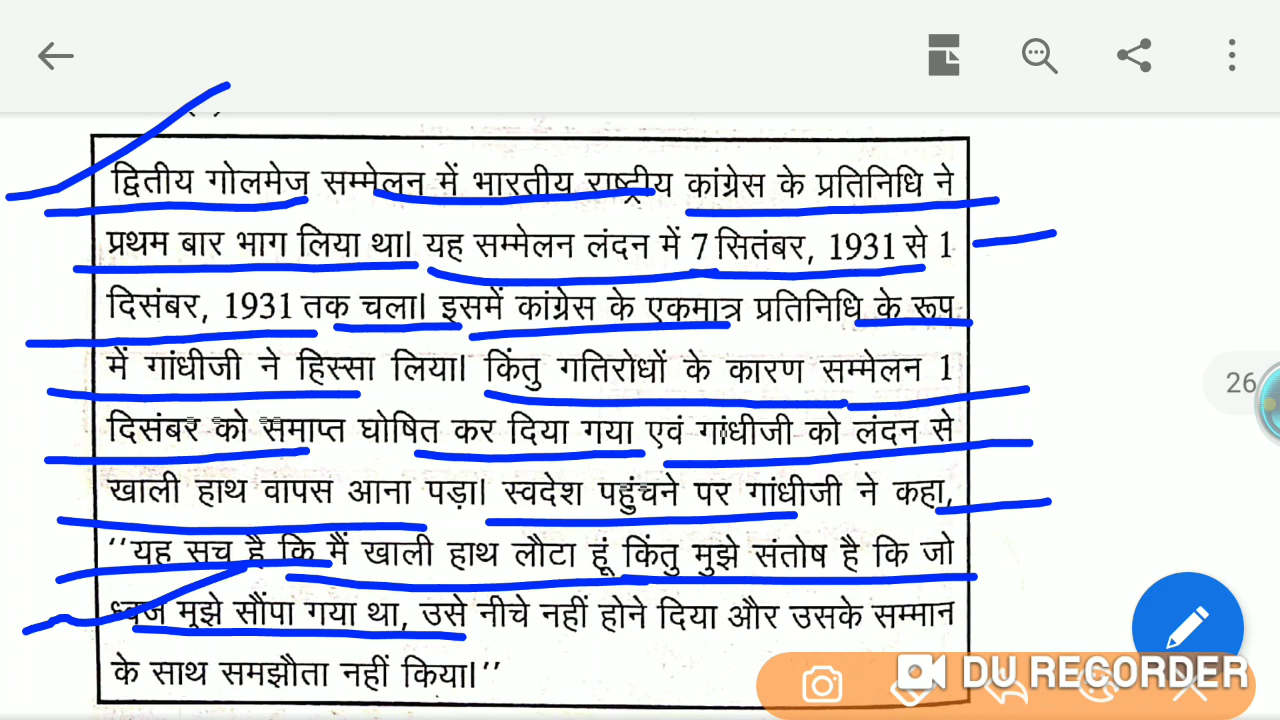 द्वितीय गोलमेज सम्मेलन में भारतीय राष्ट्रीय कांग्रेस के प्रतिनिधि ने
प्रथम बार भाग लिया था। यह सम्मेलन लंदन में 7 सितंबर, 1931 से 1
दिसंबर, 1931 तक चला। इसमें कांग्रेस के एकमात्र प्रतिनिधि के रूप
में गांधीजी ने हिस्सा लिया। किंतु गतिरोधों के कारण सम्मेलन 1
दिसंबर को समाप्त घोषित कर दिया गया एवं गांधीजी को लंदन से
खाली हाथ वापस आना पड़ा। स्वदेश पहुंचने पर गांधीजी ने कहा,
‘‘यह सच है कि मैं खाली हाथ लौटा हूं किंतु मुझे संतोष है कि जो
ध्वज मुझे सौंपा गया था, उसे नीचे नहीं होने दिया और उसके सम्मान
के साथ समझौता नहीं किया।’’
26
DU RECORDER